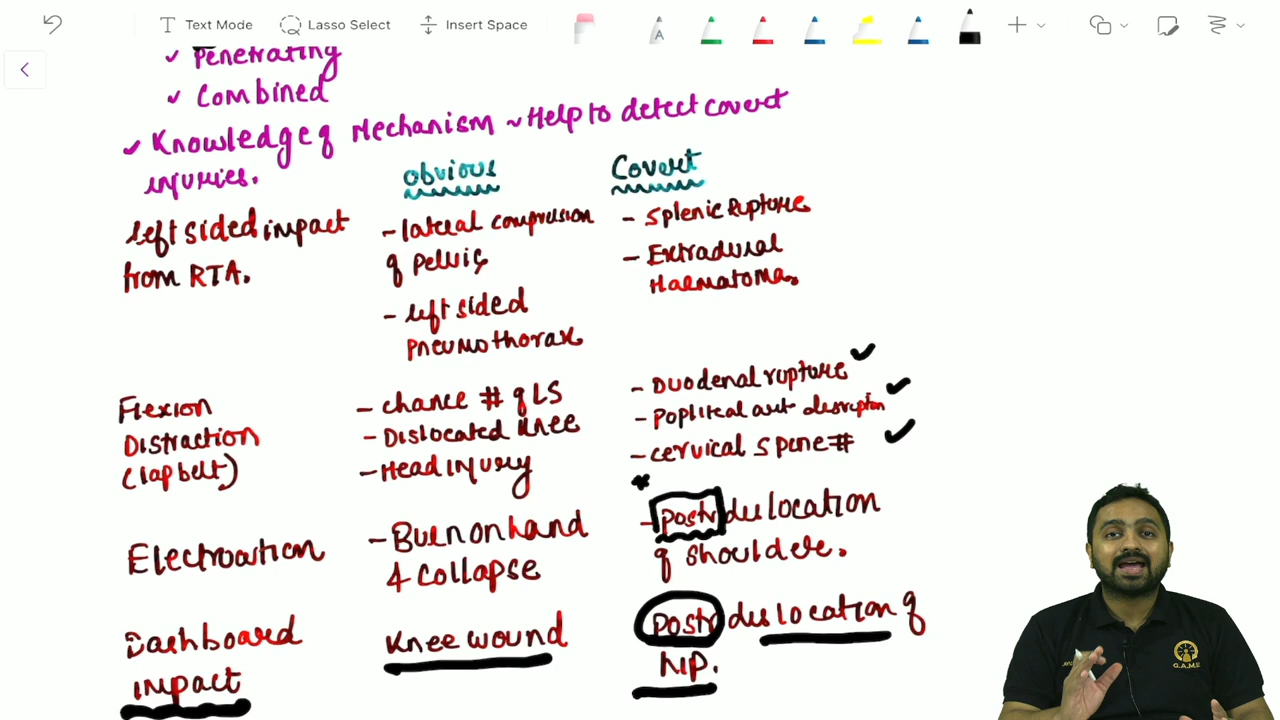 Text Mode Lasso Select Insert Space
✓ Penetrating
✓ Combined
✓ Knowledge of Mechanism ~ Help to detect covert
injuries.
obvious Covert
left sided impact - lateral compression - Splenic Rupture
from RTA. of pelvis - Extradural
Haematoma.
- left sided
pneumothorax
Flexion - chance # of LS - Duodenal rupture ✓
Distraction - Dislocated knee - Popliteal disruption ✓
(lap belt) - Head injury - cervical spine # ✓
*
Electrocution - Burn on hand - Postr dislocation
& collapse of shoulder.
Dashboard Knee wound Postr dislocation of
impact hip.
G.A.M.E